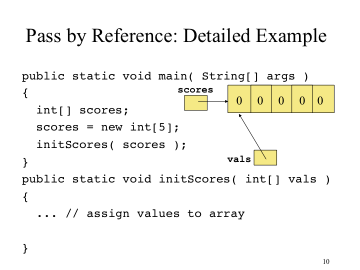 Pass by Reference: Detailed Example
public static void main( String[] args )
{
scores
int[] scores;
0 0 0 0 0
scores = new int[5];
initScores( scores );
vals
}
public static void initScores( int[] vals )
{
... // assign values to array
}
10